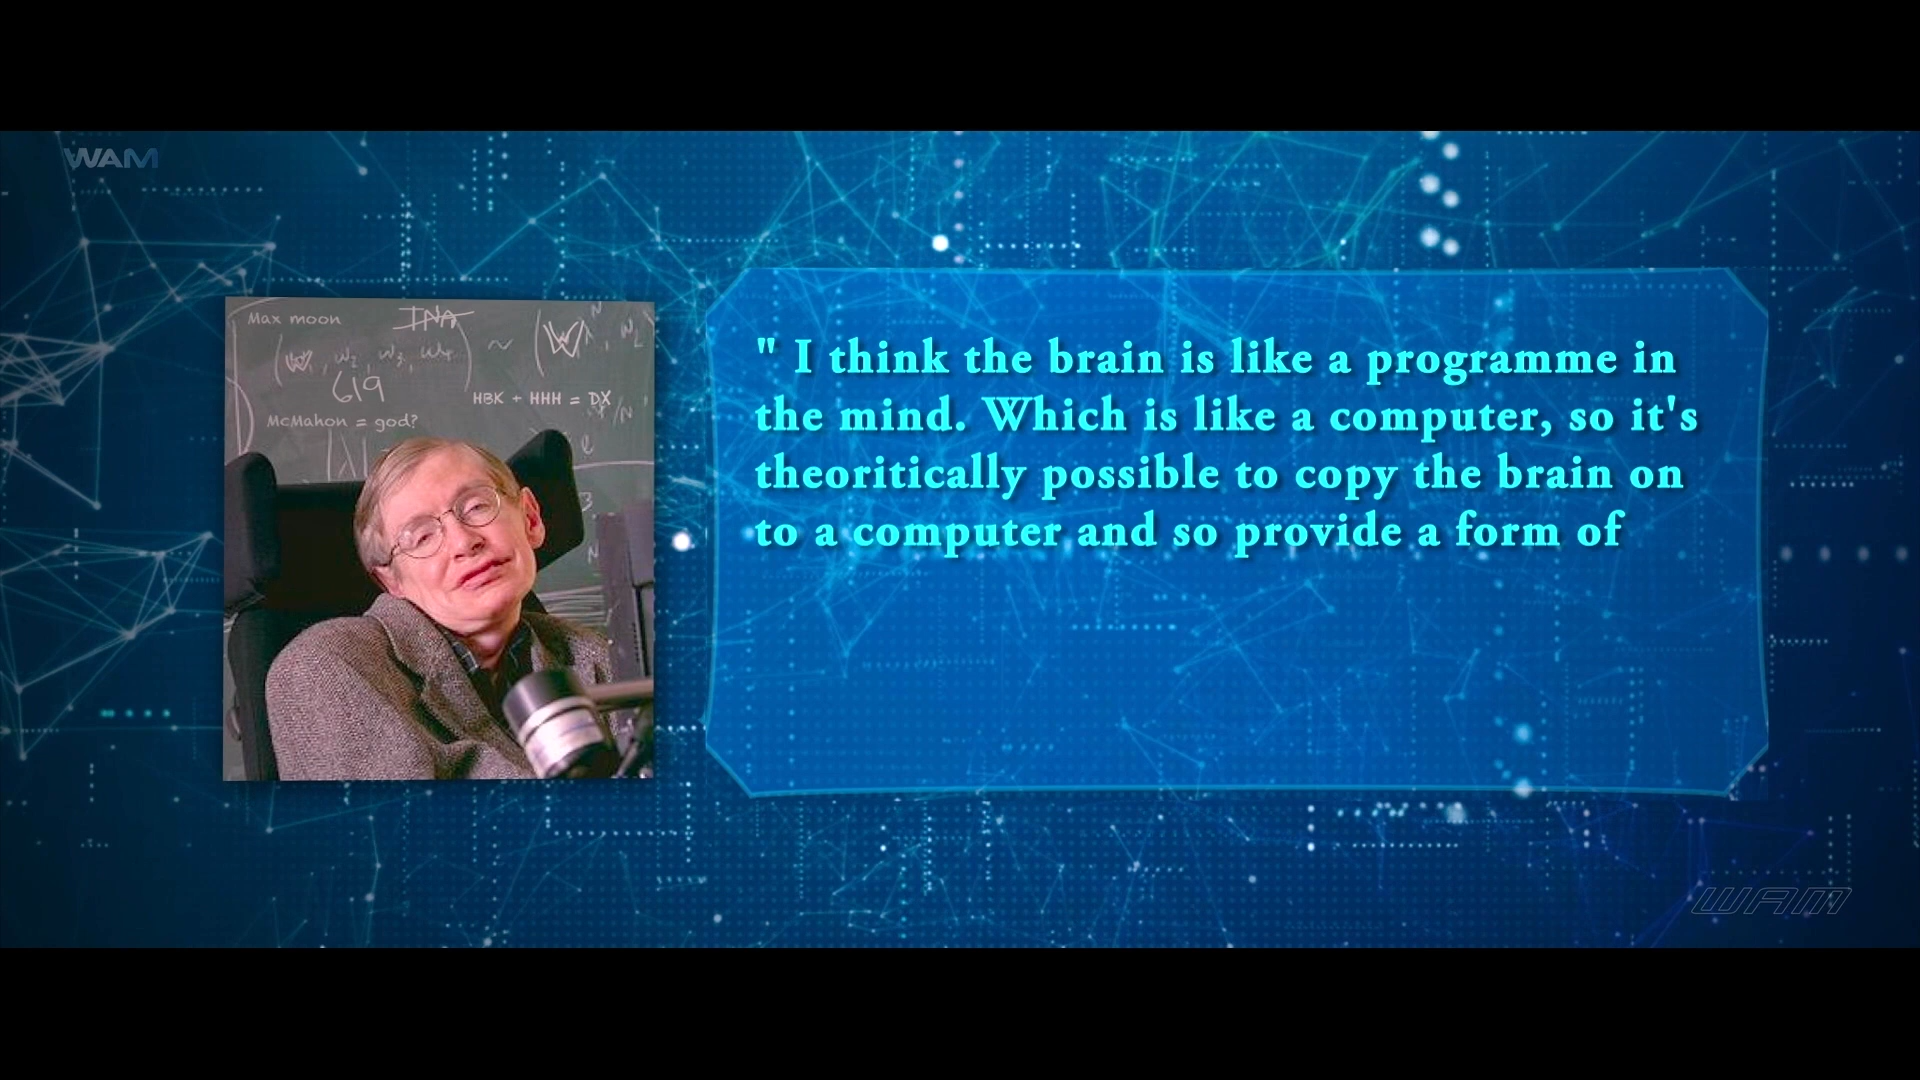 WAM
Max moon
INA
619
HBK + HHH = DX
McMahon = god?
" I think the brain is like a programme in
the mind. Which is like a computer, so it's
theoritically possible to copy the brain on
to a computer and so provide a form of
WAM